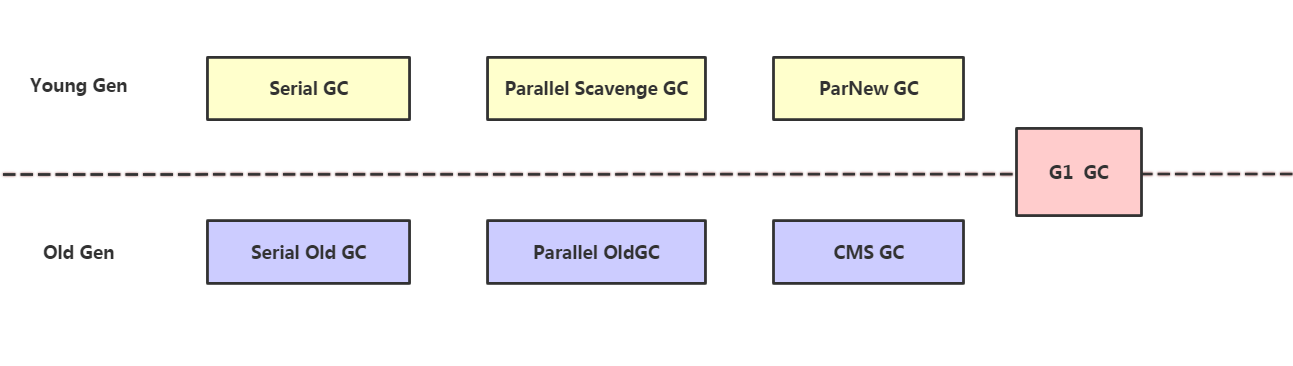 Young Gen
Serial GC
Parallel Scavenge GC
ParNew GC
G1  GC
Old Gen
Serial Old GC
Parallel OldGC
CMS GC